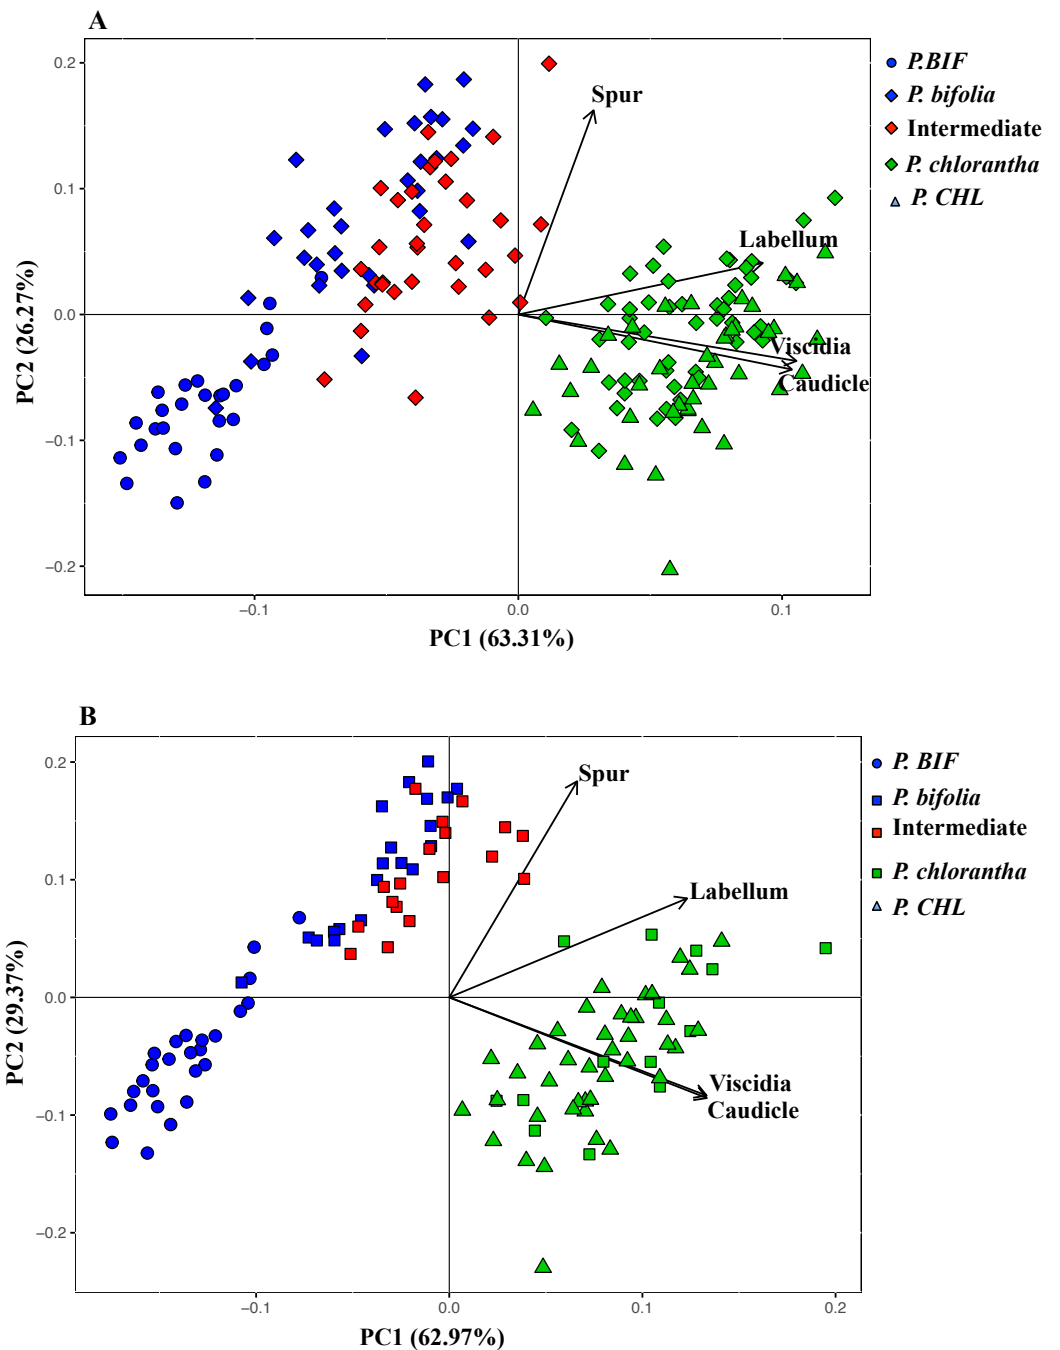 A
P.BIF
P. bifolia
Intermediate
P. chlorantha
P. CHL
0.2
0.1
0.0
−0.1
−0.2
PC2 (26.27%)
Spur
Labellum
Viscidia
Caudicle
−0.1
0.0
0.1
PC1 (63.31%)
B
P. BIF
P. bifolia
Intermediate
P. chlorantha
P. CHL
0.2
0.1
0.0
−0.1
−0.2
PC2 (29.37%)
Spur
Labellum
Viscidia
Caudicle
−0.1
0.0
0.1
0.2
PC1 (62.97%)